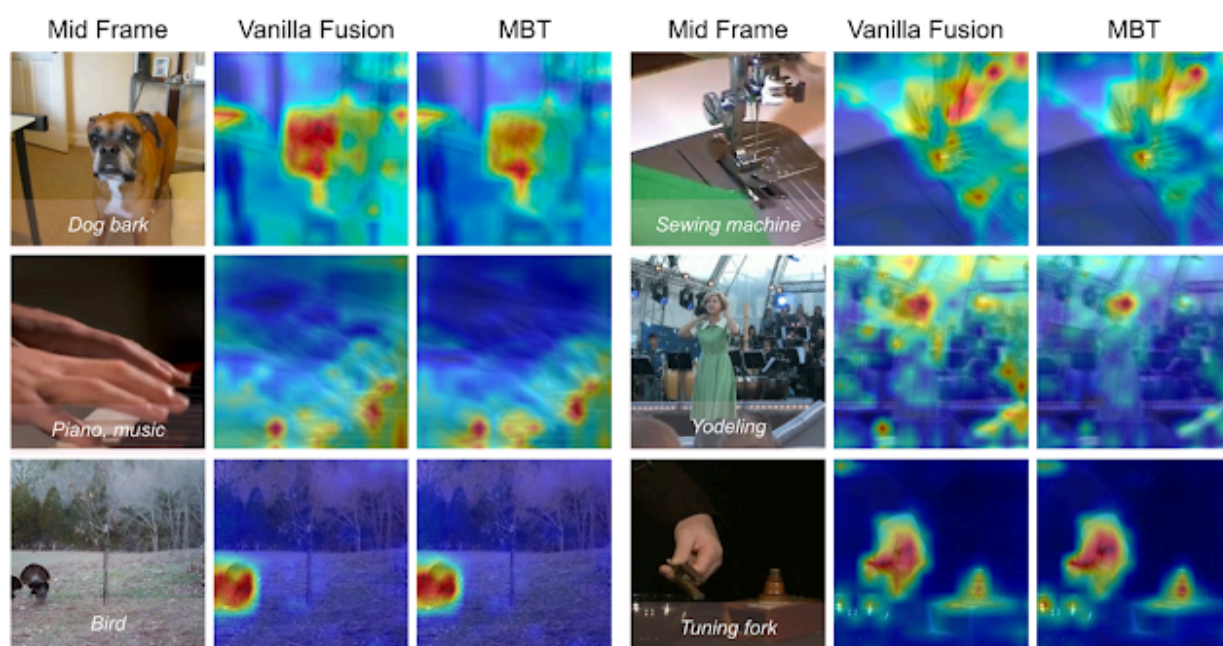 Mid Frame Vanilla Fusion MBT Mid Frame Vanilla Fusion MBT
Dog bark Sewing machine
Piano, music Yodeling
Bird Tuning fork